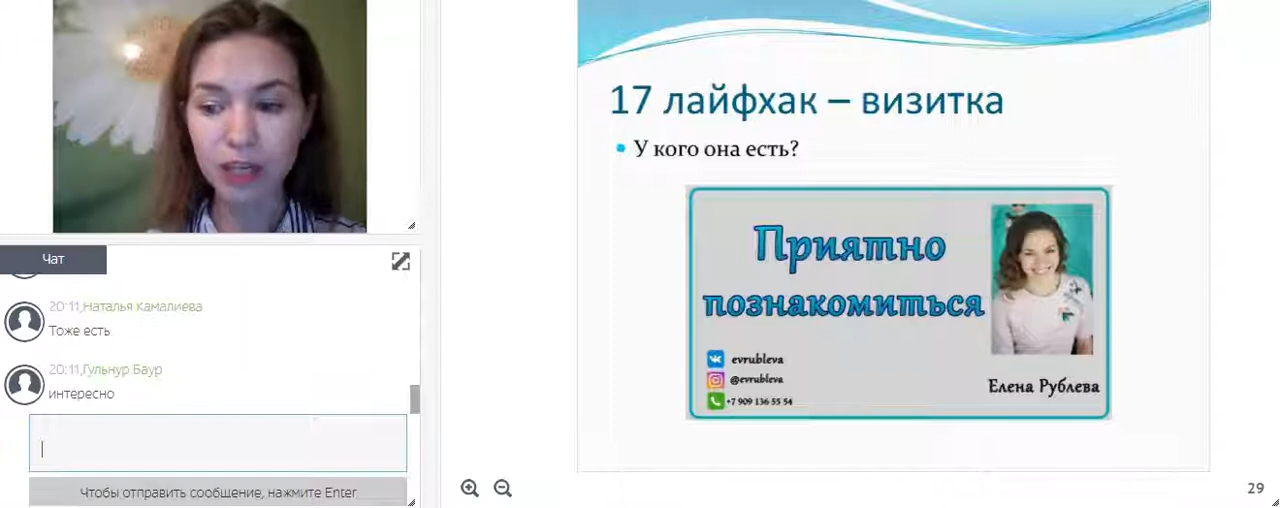 Чат
20:11,Наталья Камалиева
Тоже есть
20:11,Гульнур Баур
интересно
Чтобы отправить сообщение, нажмите Enter
17 лайфхак – визитка
У кого она есть?
Приятно
познакомиться
evrubleva
@evrubleva
+7 909 136 55 54
Елена Рублева
29